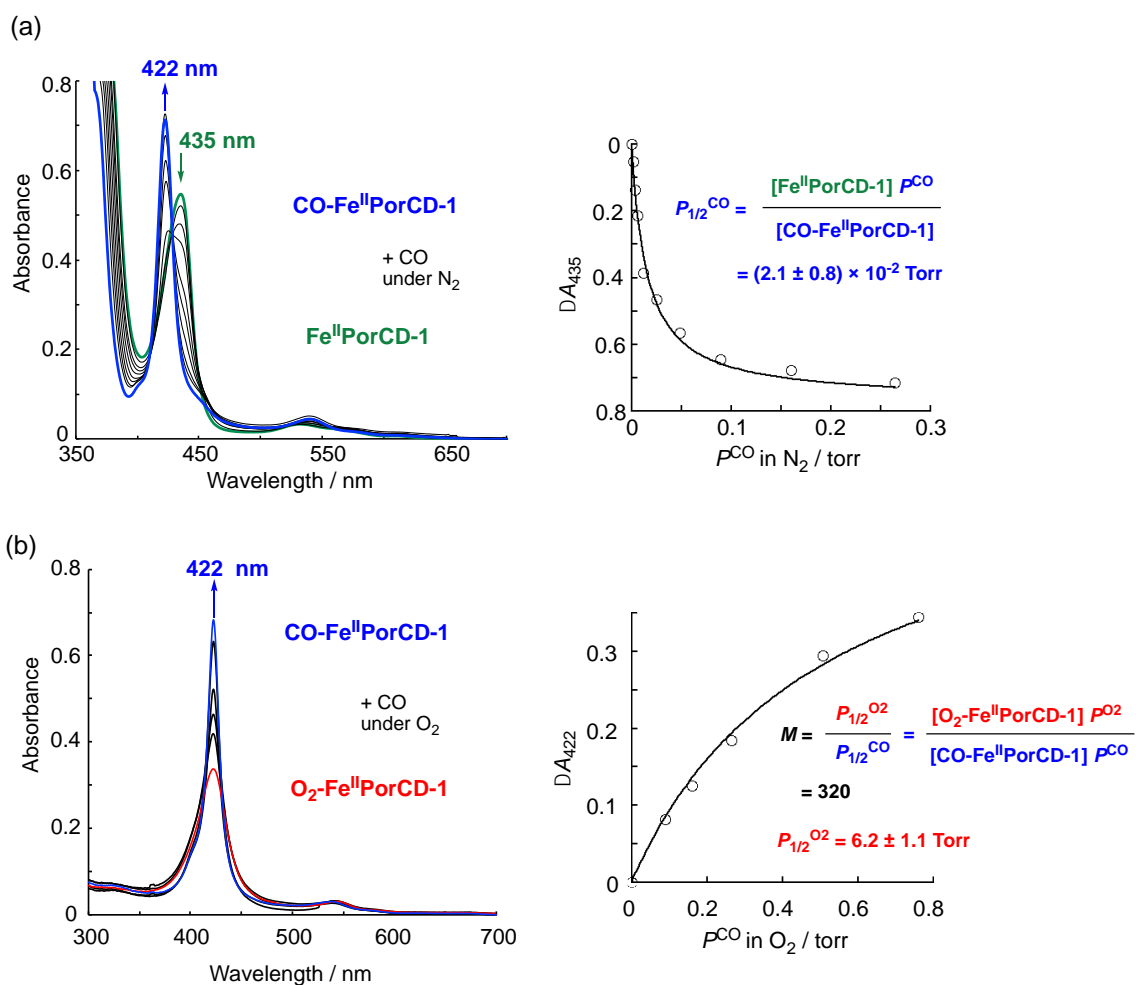 (a)
0.8
0.6
0.4
0.2
0
350
450
550
650
Absorbance
Wavelength / nm
422 nm
435 nm
CO-FeᴵᴵPorCD-1
+ CO
under N₂
FeᴵᴵPorCD-1
0
0.2
0.4
0.6
0.8
0
0.1
0.2
0.3
DA₄₃₅
Pᶜᴼ in N₂ / torr
P₁/₂ᶜᴼ = [FeᴵᴵPorCD-1] Pᶜᴼ
[CO-FeᴵᴵPorCD-1]
= (2.1 ± 0.8) × 10⁻² Torr
(b)
0.8
0.6
0.4
0.2
0
300
400
500
600
700
Absorbance
Wavelength / nm
422 nm
CO-FeᴵᴵPorCD-1
+ CO
under O₂
O₂-FeᴵᴵPorCD-1
0.3
0.2
0.1
0
0
0.2
0.4
0.6
0.8
DA₄₂₂
Pᶜᴼ in O₂ / torr
M = P₁/₂ᴼ² / P₁/₂ᶜᴼ = [O₂-FeᴵᴵPorCD-1] Pᴼ²
[CO-FeᴵᴵPorCD-1] Pᶜᴼ
= 320
P₁/₂ᴼ² = 6.2 ± 1.1 Torr